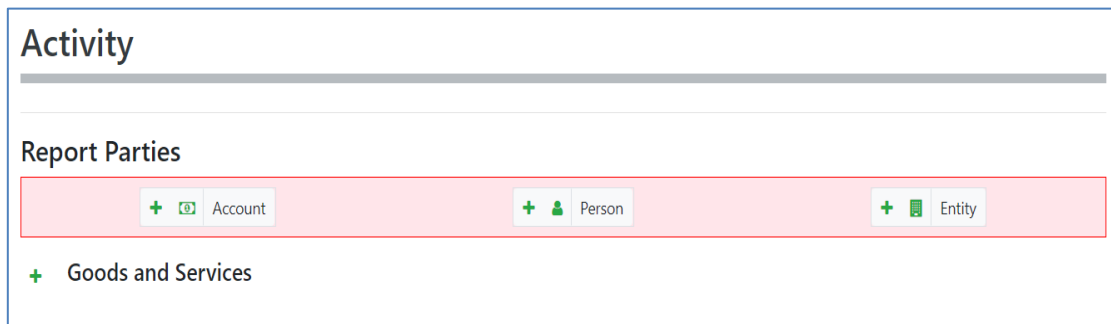 Activity
Report Parties
Account Person Entity
Goods and Services